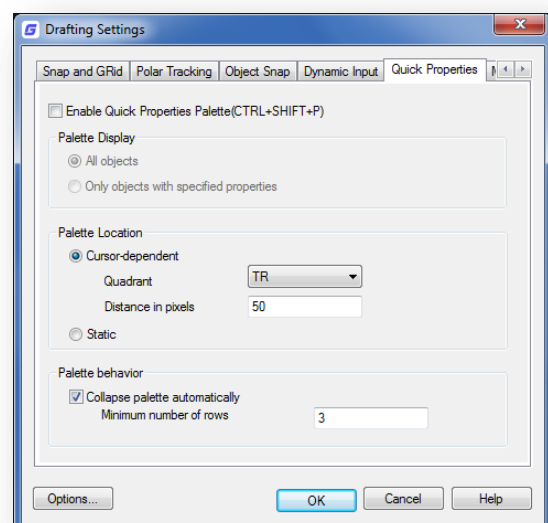 Drafting Settings
Snap and GRid Polar Tracking Object Snap Dynamic Input Quick Properties
Enable Quick Properties Palette(CTRL+SHIFT+P)
Palette Display
All objects
Only objects with specified properties
Palette Location
Cursor-dependent
Quadrant TR
Distance in pixels 50
Static
Palette behavior
Collapse palette automatically
Minimum number of rows 3
Options... OK Cancel Help